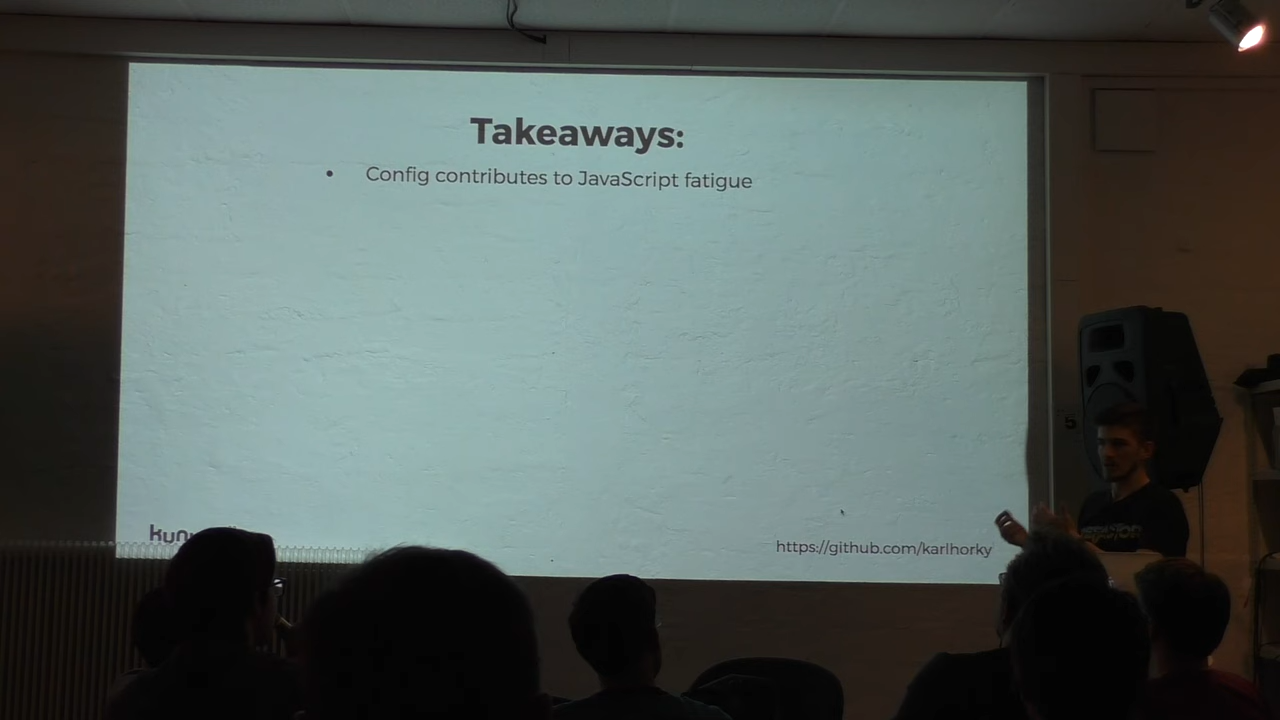 Takeaways:
• Config contributes to JavaScript fatigue
https://github.com/karlhorky